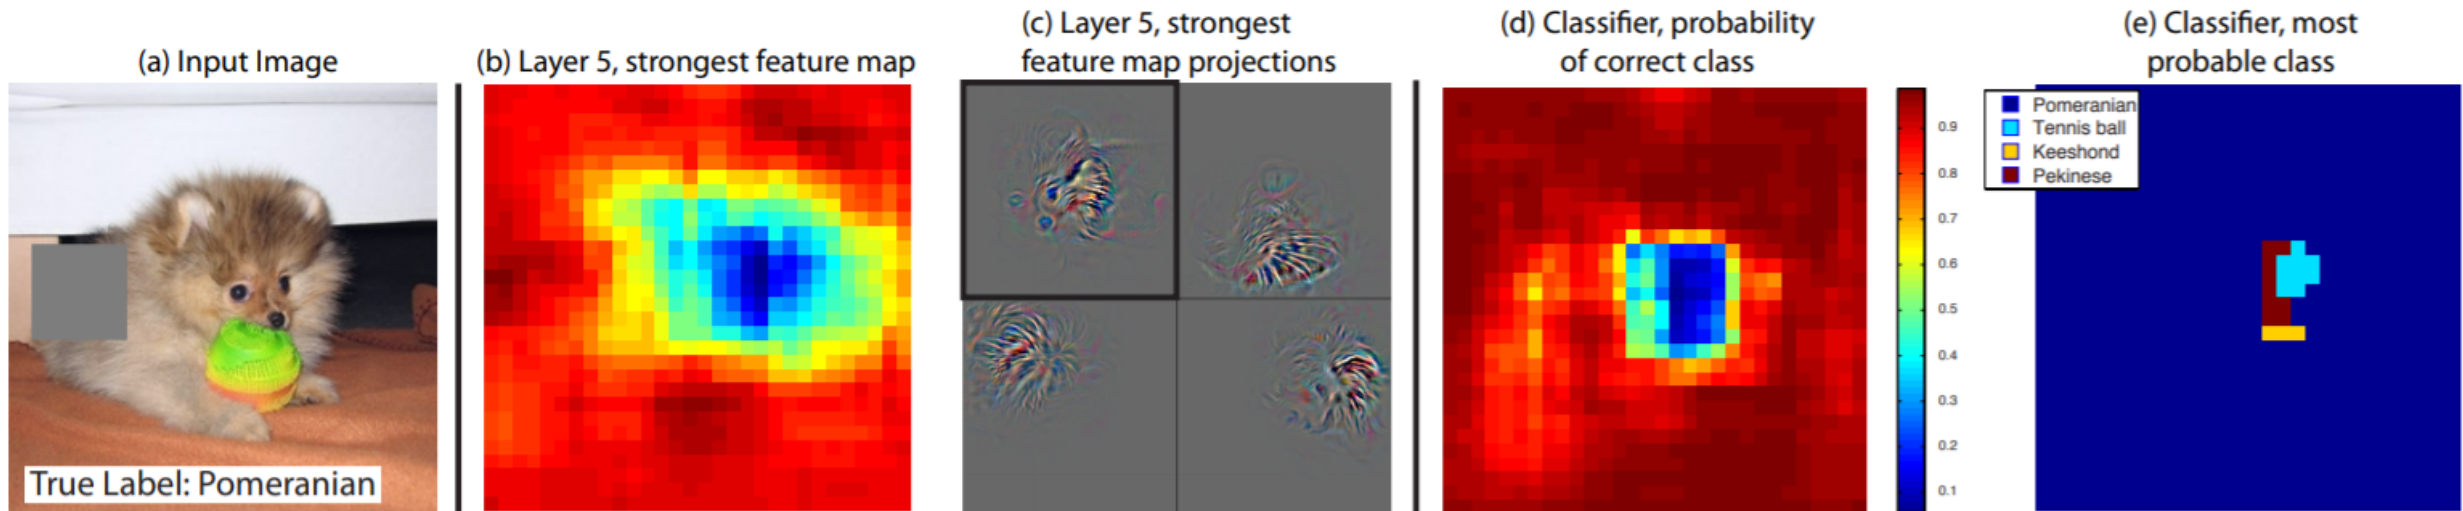 (a) Input Image
(b) Layer 5, strongest feature map
(c) Layer 5, strongest
feature map projections
(d) Classifier, probability
of correct class
(e) Classifier, most
probable class
True Label: Pomeranian
0.9
0.8
0.7
0.6
0.5
0.4
0.3
0.2
0.1
Pomeranian
Tennis ball
Keeshond
Pekinese